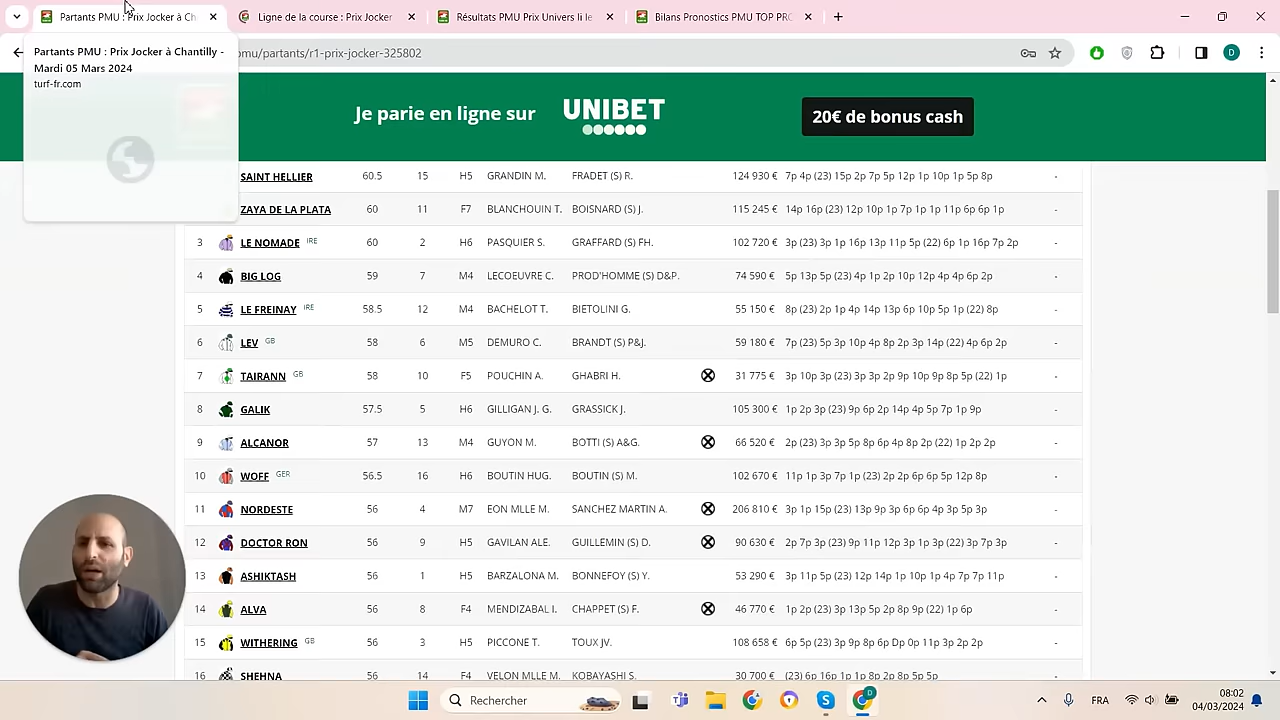 Partants PMU : Prix Jocker à Ch
Ligne de la course : Prix Jocker
Résultats PMU Prix Univers li le
Bilans Pronostics PMU TOP PRO
Partants PMU : Prix Jocker à Chantilly -
Mardi 05 Mars 2024
turf-fr.com
omu/partants/r1-prix-jocker-325802
D
Je parie en ligne sur UNIBET 20€ de bonus cash
SAINT HELLIER 60.5 15 H5 GRANDIN M. FRADET (S) R. 124 930 € 7p 4p (23) 15p 2p 7p 5p 12p 1p 10p 1p 5p 8p -
ZAYA DE LA PLATA 60 11 F7 BLANCHOUIN T. BOISNARD (S) J. 115 245 € 14p 16p (23) 12p 10p 1p 7p 1p 1p 11p 6p 6p 1p -
3 LE NOMADE IRE 60 2 H6 PASQUIER S. GRAFFARD (S) FH. 102 720 € 3p (23) 3p 1p 16p 13p 11p 5p (22) 6p 1p 16p 7p 2p -
4 BIG LOG 59 7 M4 LECOEUVRE C. PROD'HOMME (S) D&P. 74 590 € 5p 13p 5p (23) 4p 1p 2p 10p 12p 4p 4p 6p 2p -
5 LE FREINAY IRE 58.5 12 M4 BACHELOT T. BIETOLINI G. 55 150 € 8p (23) 2p 1p 4p 14p 13p 6p 10p 5p 1p (22) 8p -
6 LEV GB 58 6 M5 DEMURO C. BRANDT (S) P&J. 59 180 € 7p (23) 5p 3p 10p 4p 8p 2p 3p 14p (22) 4p 6p 2p -
7 TAIRANN GB 58 10 F5 POUCHIN A. GHABRI H. 31 775 € 3p 10p 3p (23) 3p 3p 2p 9p 10p 9p 8p 5p (22) 1p -
8 GALIK 57.5 5 H6 GILLIGAN J. G. GRASSICK J. 105 300 € 1p 2p 3p (23) 9p 6p 2p 14p 4p 3p 7p 1p 9p -
9 ALCANOR 57 13 M4 GUYON M. BOTTI (S) A&G. 66 520 € 2p (23) 3p 3p 5p 8p 6p 4p 8p 2p (22) 1p 2p 2p -
10 WOFF GER 56.5 16 H6 BOUTIN HUG. BOUTIN (S) M. 102 670 € 11p 1p 3p 17p 1p (23) 2p 2p 6p 6p 5p 12p 8p -
11 NORDESTE 56 4 M7 EON MLLE M. SANCHEZ MARTIN A. 206 810 € 3p 1p 15p (23) 13p 9p 3p 6p 6p 8p 3p 5p 3p -
12 DOCTOR RON 56 9 H5 GAVILAN ALE. GUILLEMIN (S) D. 90 630 € 2p 7p 3p (23) 9p 11p 12p 3p 1p 3p (22) 3p 7p 3p -
13 ASHIKTASH 56 1 H5 BARZALONA M. BONNEFOY (S) Y. 53 290 € 3p 11p 5p (23) 12p 14p 1p 10p 1p 4p 7p 7p 11p -
14 ALVA 56 8 F4 MENDIZABAL I. CHAPPET (S) F. 46 770 € 1p 2p (23) 3p 13p 5p 2p 8p 9p (22) 1p 6p -
15 WITHERING GB 56 3 H5 PICCONE T. TOUX JV. 108 658 € 6p 5p (23) 3p 9p 8p 6p Dp 0p 11p 3p 2p 2p -
16 SHEHNA 56 14 F4 VELON MLLE M. KOBAYASHI S. 30 700 € (23) 6p 16p 1p 1p 8p 2p 8p 5p 5p -
Rechercher
D
FRA
08:02
04/03/2024